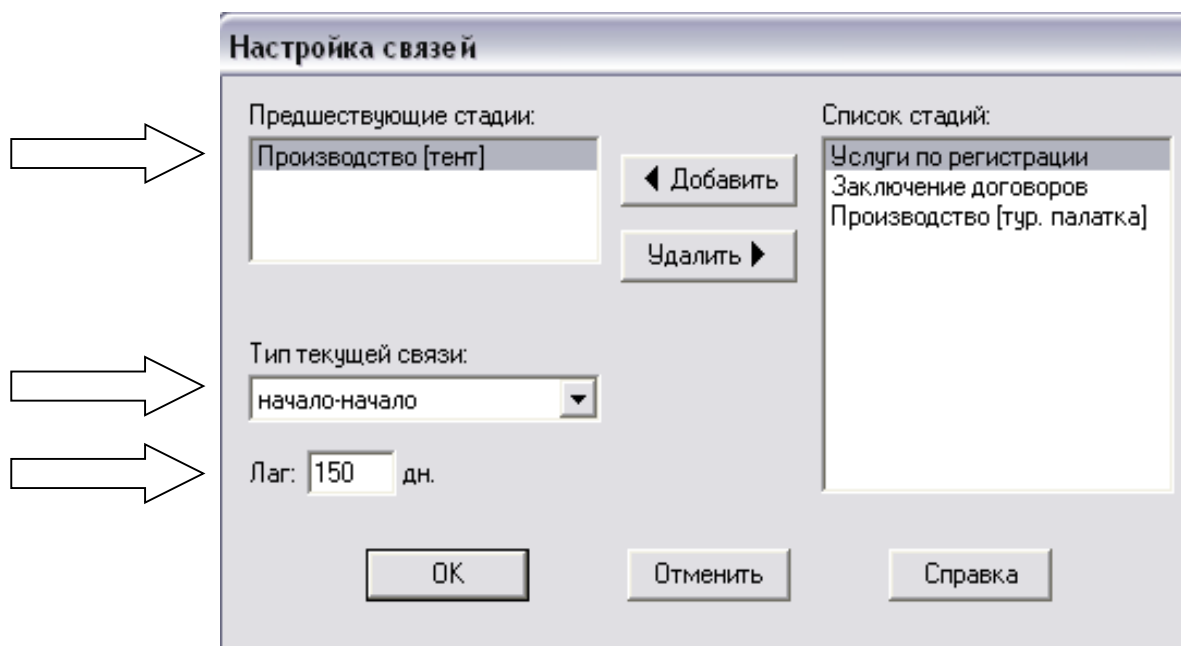 Настройка связей
Предшествующие стадии:
Производство [тент]
Добавить
Удалить
Список стадий:
Услуги по регистрации
Заключение договоров
Производство [тур. палатка]
Тип текущей связи:
начало-начало
Лаг: 150 дн.
ОК
Отменить
Справка